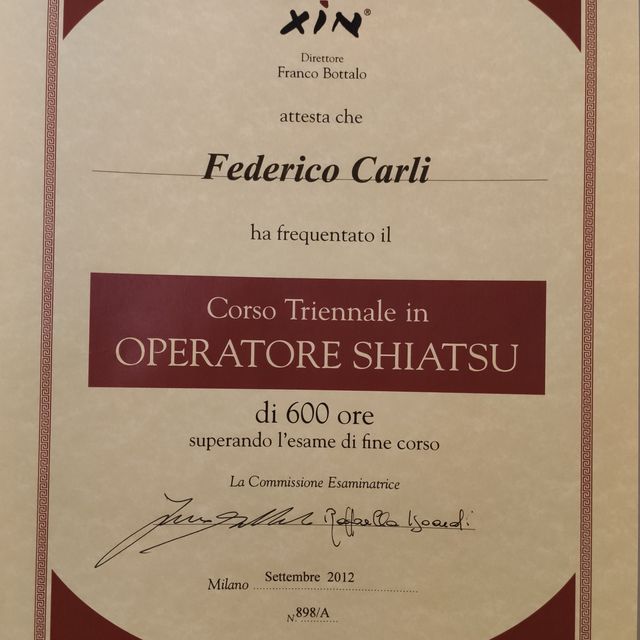 XIN®
Direttore
Franco Bottalo
attesta che
Federico Carli
ha frequentato il
Corso Triennale in
OPERATORE SHIATSU
di 600 ore
superando l'esame di fine corso
La Commissione Esaminatrice
Milano Settembre 2012
N. 898/A